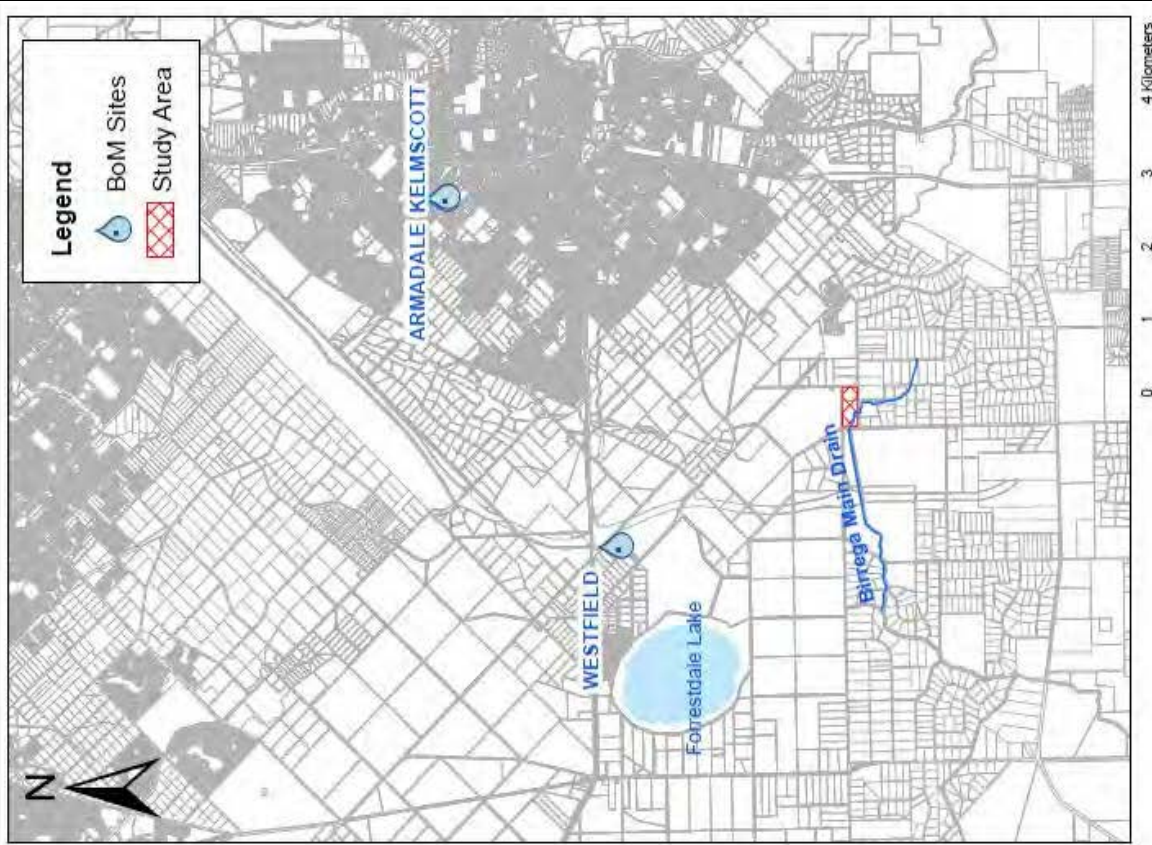 N
Legend
BoM Sites
Study Area
ARMADALE KELMSCOTT
WESTFIELD
Forrestdale Lake
Birrega Main Drain
0 1 2 3 4 Kilometers